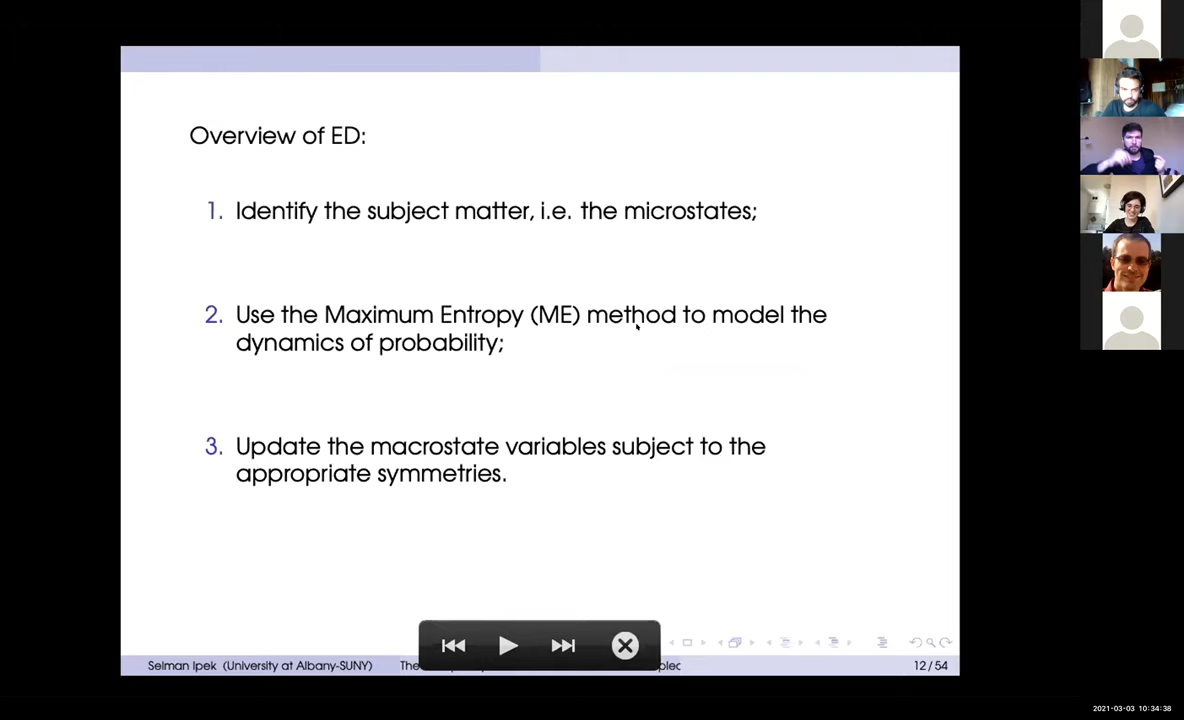 Overview of ED:
1. Identify the subject matter, i.e. the microstates;
2. Use the Maximum Entropy (ME) method to model the
dynamics of probability;
3. Update the macrostate variables subject to the
appropriate symmetries.
Selman Ipek (University at Albany-SUNY) The 12 / 54
2021-03-03 10:34:38